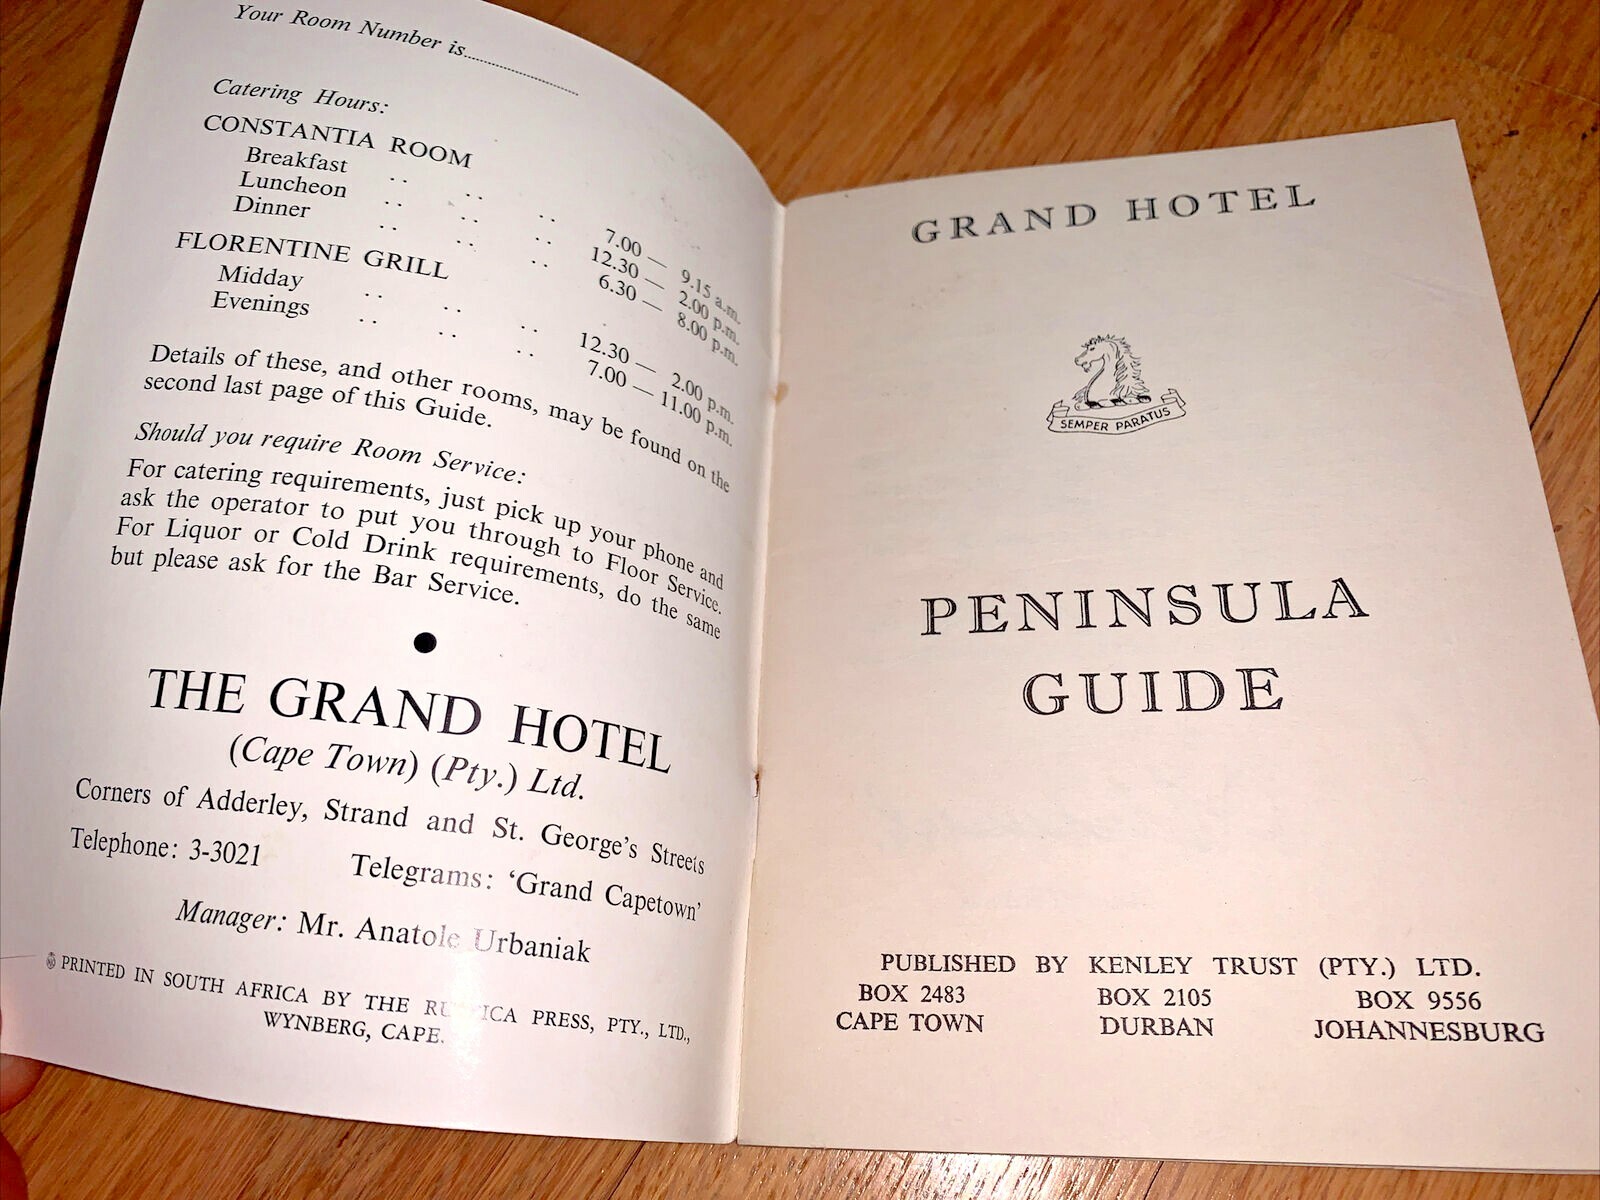 Your Room Number is..............................
Catering Hours:
CONSTANTIA ROOM
Breakfast .. .. .. 7.00 — 9.15 a.m.
Luncheon .. .. .. 12.30 — 2.00 p.m.
Dinner .. .. .. 6.30 — 8.00 p.m.
FLORENTINE GRILL
Midday .. .. .. 12.30 — 2.00 p.m.
Evenings .. .. .. 7.00 — 11.00 p.m.
Details of these, and other rooms, may be found on the
second last page of this Guide.
Should you require Room Service:
For catering requirements, just pick up your phone and
ask the operator to put you through to Floor Service.
For Liquor or Cold Drink requirements, do the same
but please ask for the Bar Service.
THE GRAND HOTEL
(Cape Town) (Pty.) Ltd.
Corners of Adderley, Strand and St. George's Streets
Telephone: 3-3021 Telegrams: 'Grand Capetown'
Manager: Mr. Anatole Urbaniak
PRINTED IN SOUTH AFRICA BY THE RUSTICA PRESS, PTY., LTD.,
WYNBERG, CAPE.
GRAND HOTEL
SEMPER PARATUS
PENINSULA
GUIDE
PUBLISHED BY KENLEY TRUST (PTY.) LTD.
BOX 2483 BOX 2105 BOX 9556
CAPE TOWN DURBAN JOHANNESBURG